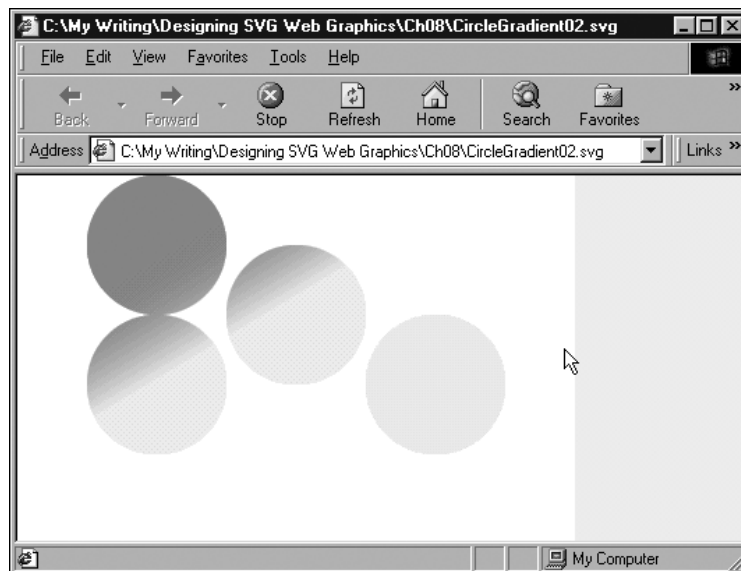 C:\My Writing\Designing SVG Web Graphics\Ch08\CircleGradient02.svg
File Edit View Favorites Tools Help
Back Forward Stop Refresh Home Search Favorites »
Address C:\My Writing\Designing SVG Web Graphics\Ch08\CircleGradient02.svg Links »
My Computer